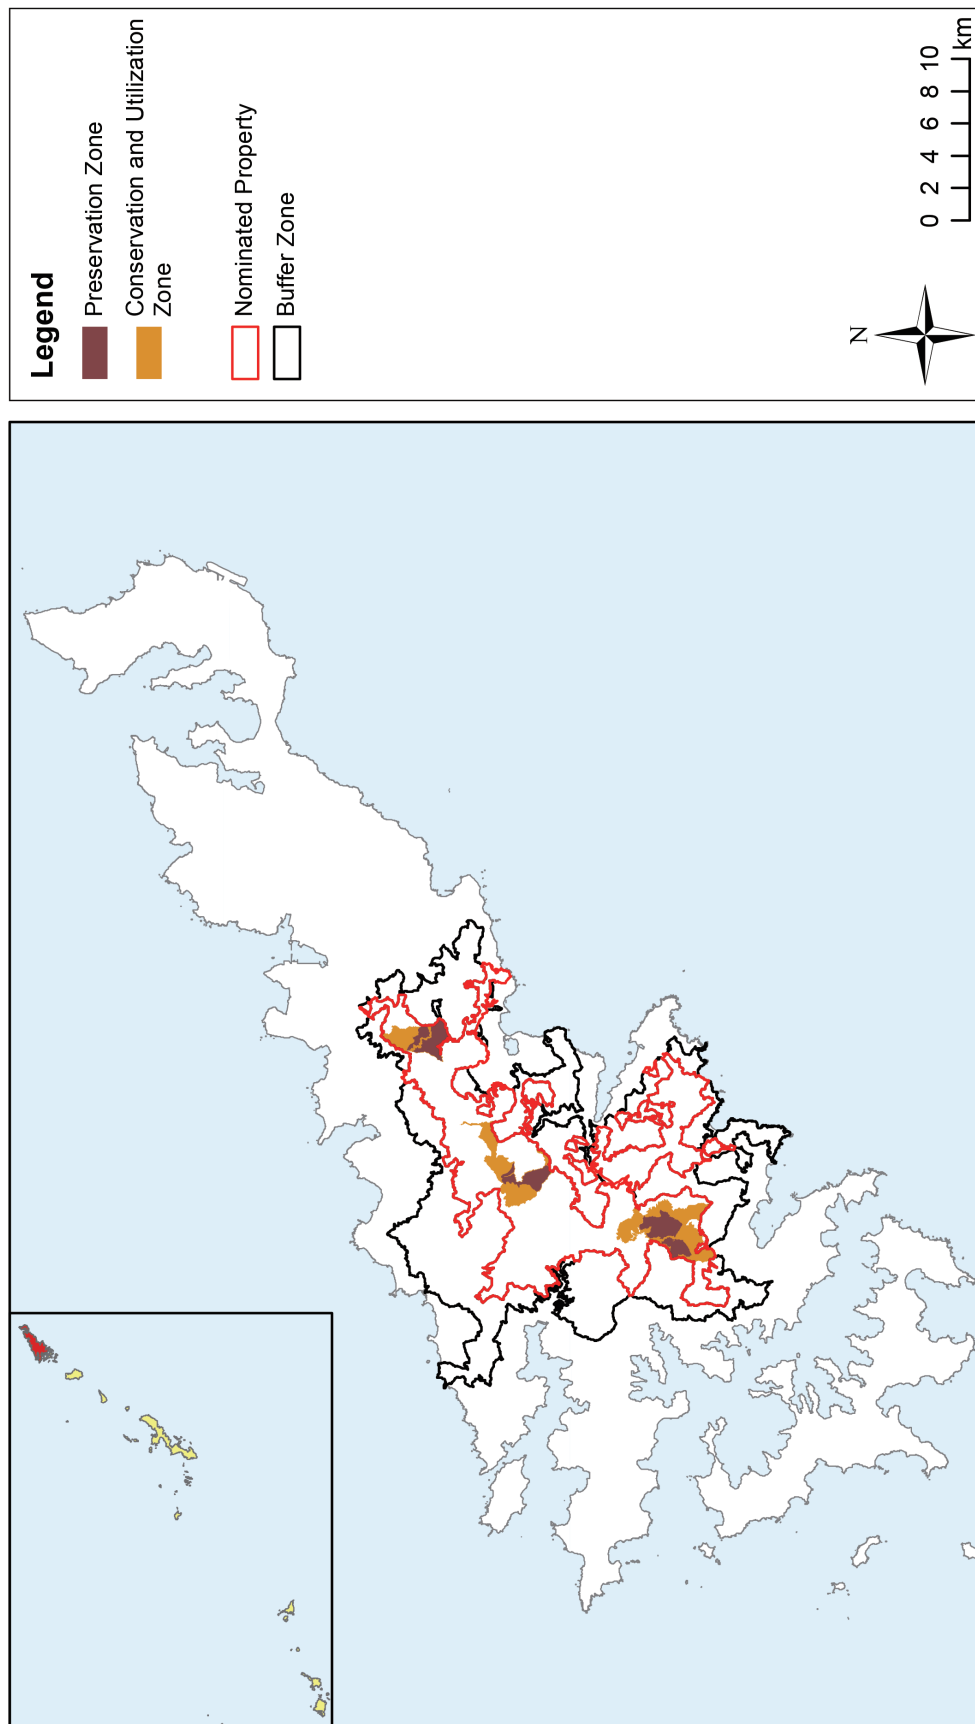 Legend
Preservation Zone
Conservation and Utilization
Zone
Nominated Property
Buffer Zone
N
0 2 4 6 8 10
km